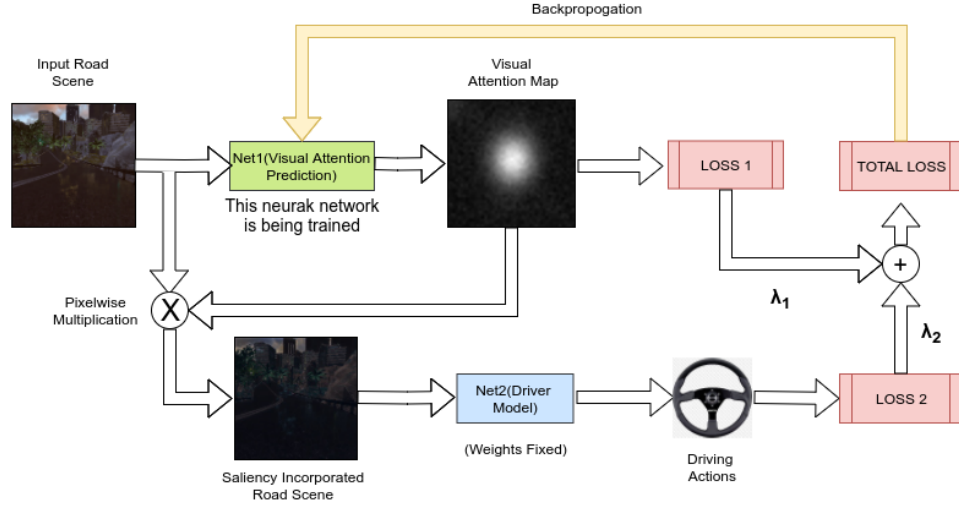 Backpropogation
Input Road
Scene
Visual
Attention Map
Net1(Visual Attention
Prediction)
LOSS 1
TOTAL LOSS
This neurak network
is being trained
+
λ1
Pixelwise
Multiplication
X
λ2
Net2(Driver
Model)
LOSS 2
(Weights Fixed)
Driving
Actions
Saliency Incorporated
Road Scene